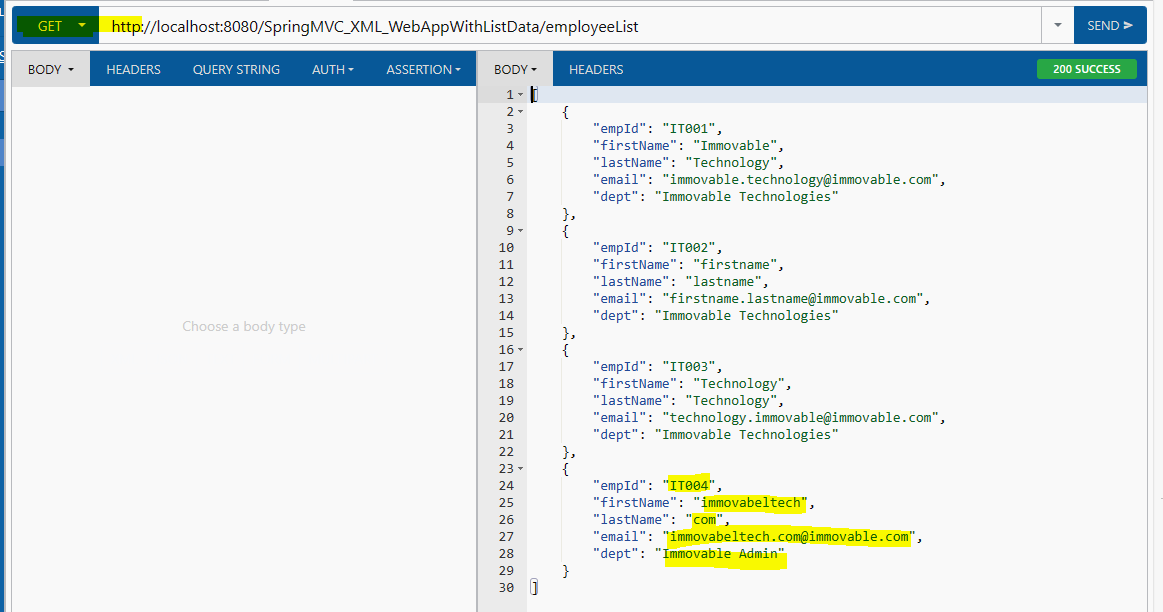 GET http://localhost:8080/SpringMVC_XML_WebAppWithListData/employeeList SEND
BODY HEADERS QUERY STRING AUTH ASSERTION BODY HEADERS 200 SUCCESS
Choose a body type
1 [
2 {
3 "empId": "IT001",
4 "firstName": "Immovable",
5 "lastName": "Technology",
6 "email": "immovable.technology@immovable.com",
7 "dept": "Immovable Technologies"
8 },
9 {
10 "empId": "IT002",
11 "firstName": "firstname",
12 "lastName": "lastname",
13 "email": "firstname.lastname@immovable.com",
14 "dept": "Immovable Technologies"
15 },
16 {
17 "empId": "IT003",
18 "firstName": "Technology",
19 "lastName": "Technology",
20 "email": "technology.immovable@immovable.com",
21 "dept": "Immovable Technologies"
22 },
23 {
24 "empId": "IT004",
25 "firstName": "immovabeltech",
26 "lastName": "com",
27 "email": "immovabeltech.com@immovable.com",
28 "dept": "Immovable Admin"
29 }
30 ]